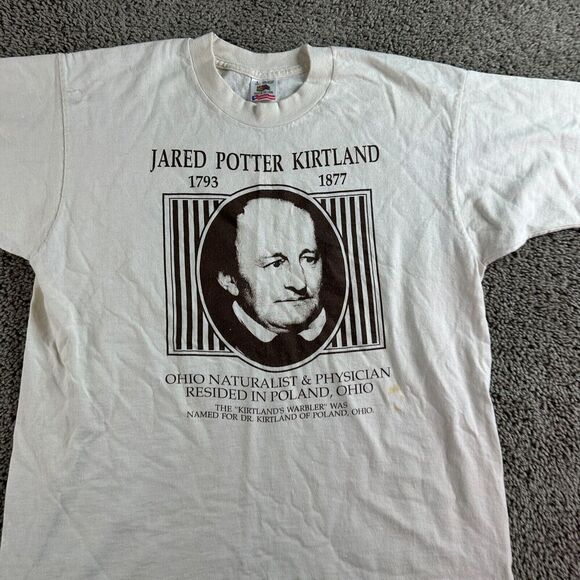 JARED POTTER KIRTLAND
1793 1877
OHIO NATURALIST & PHYSICIAN
RESIDED IN POLAND, OHIO
THE "KIRTLAND'S WARBLER" WAS
NAMED FOR DR. KIRTLAND OF POLAND, OHIO.